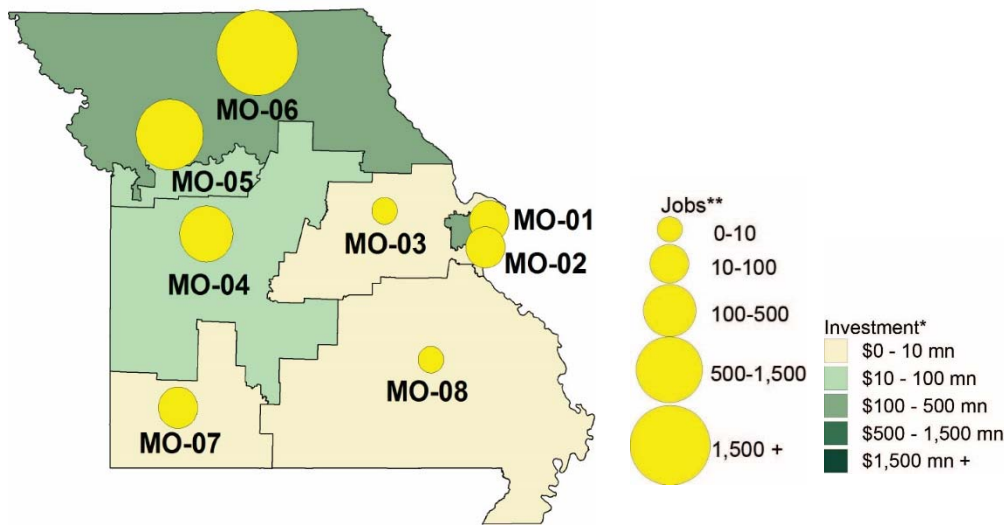 MO-06
MO-05
MO-04
MO-03
MO-01
MO-02
MO-07
MO-08
Jobs**
0-10
10-100
100-500
500-1,500
1,500 +
Investment*
$0 - 10 mn
$10 - 100 mn
$100 - 500 mn
$500 - 1,500 mn
$1,500 mn +